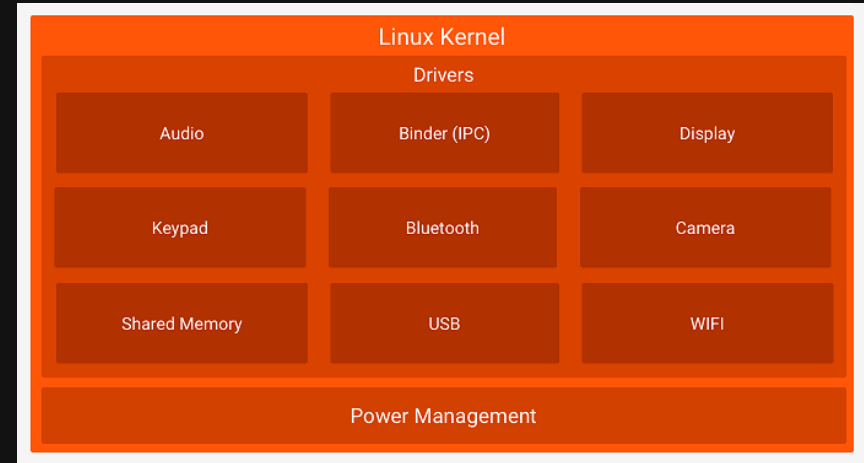 Linux Kernel
Drivers
Audio
Binder (IPC)
Display
Keypad
Bluetooth
Camera
Shared Memory
USB
WIFI
Power Management